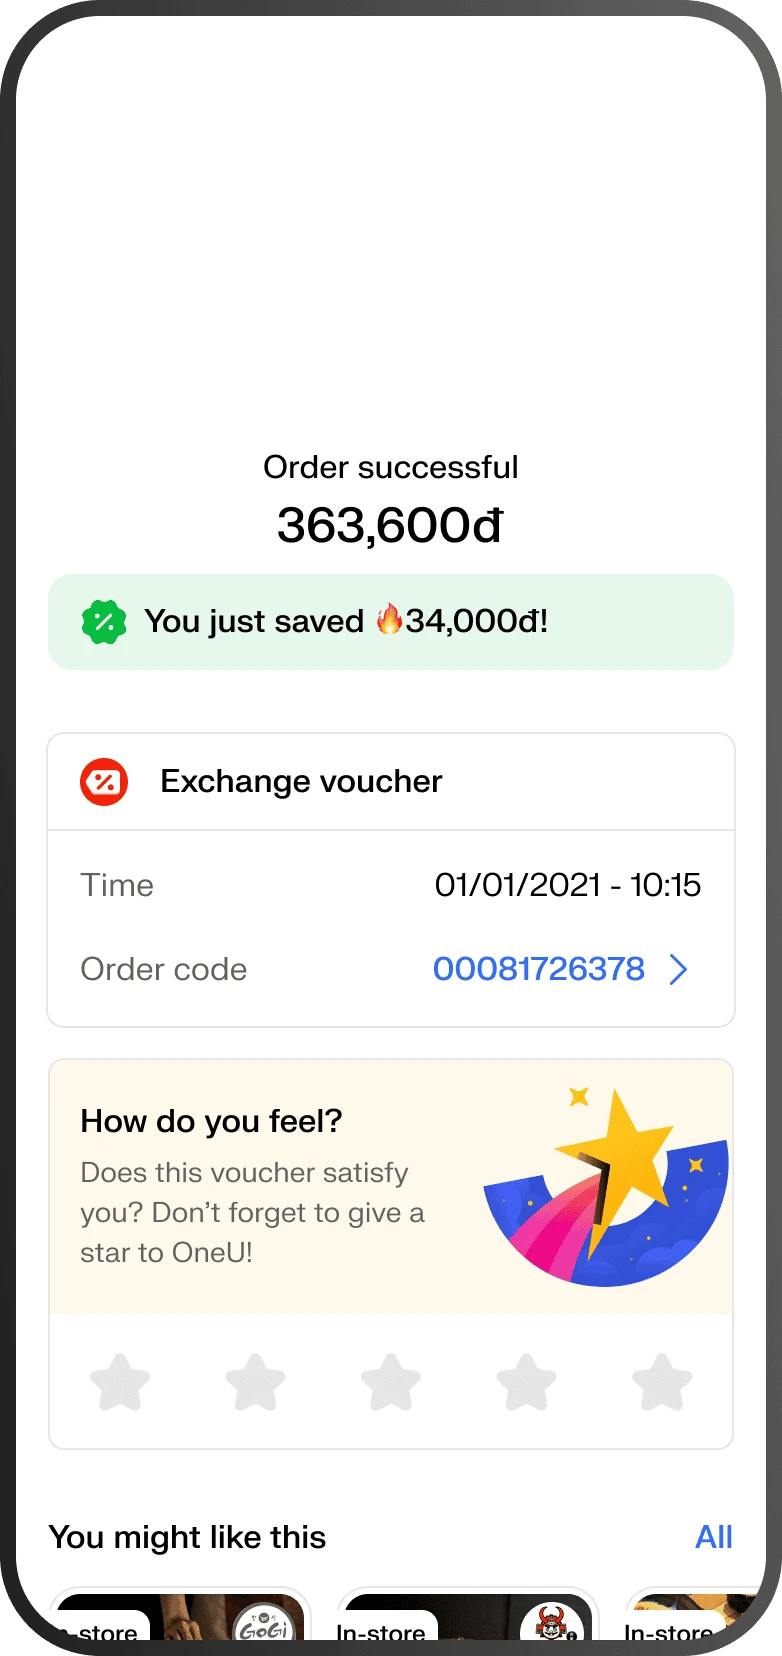 Order successful
363,600đ
You just saved 🔥34,000đ!
Exchange voucher
Time
01/01/2021 - 10:15
Order code
00081726378
How do you feel?
Does this voucher satisfy
you? Don’t forget to give a
star to OneU!
You might like this
All
GoGi
n-store
In-store
In-store